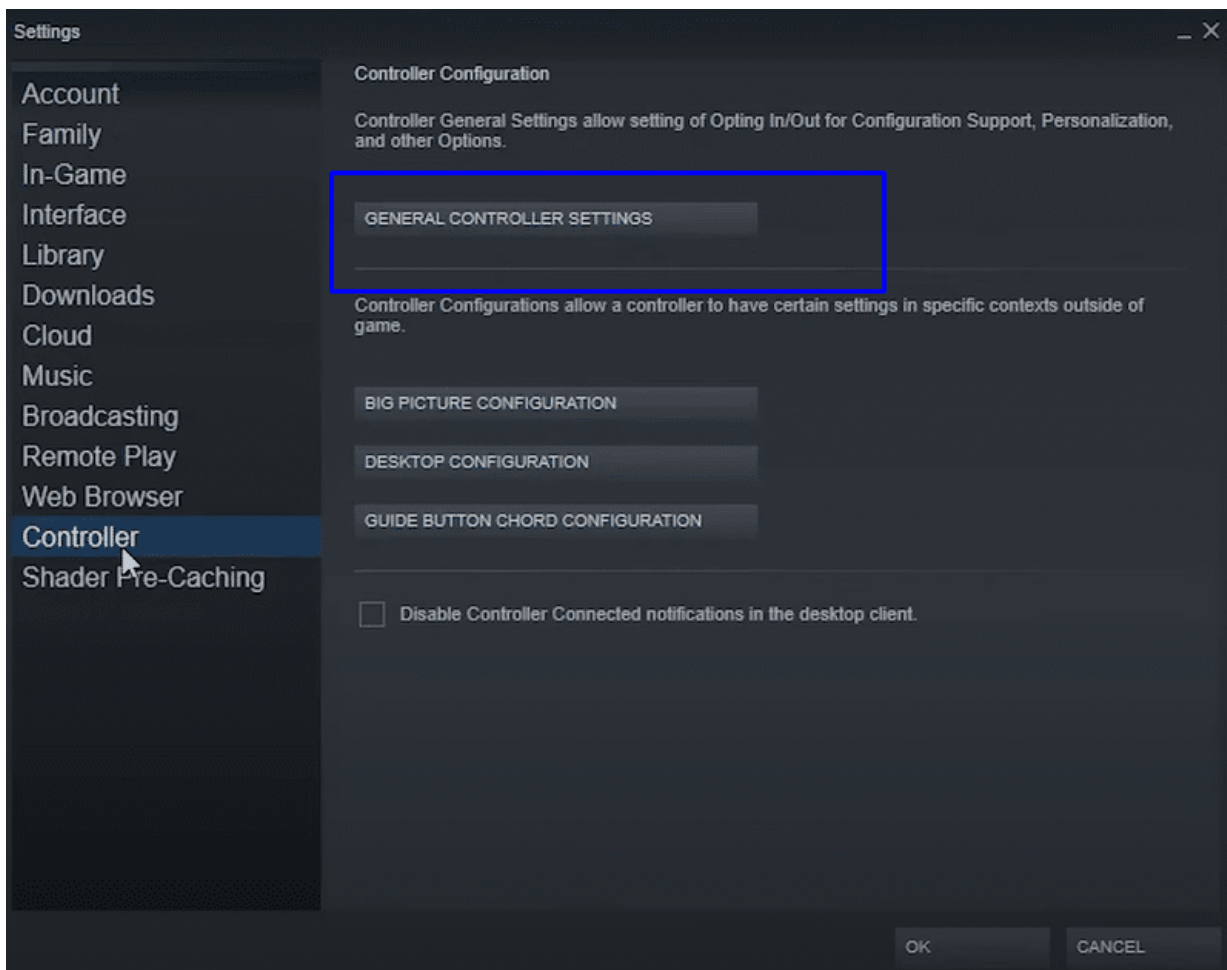 Settings
Account
Family
In-Game
Interface
Library
Downloads
Cloud
Music
Broadcasting
Remote Play
Web Browser
Controller
Shader Pre-Caching
Controller Configuration
Controller General Settings allow setting of Opting In/Out for Configuration Support, Personalization,
and other Options.
GENERAL CONTROLLER SETTINGS
Controller Configurations allow a controller to have certain settings in specific contexts outside of
game.
BIG PICTURE CONFIGURATION
DESKTOP CONFIGURATION
GUIDE BUTTON CHORD CONFIGURATION
Disable Controller Connected notifications in the desktop client.
OK
CANCEL